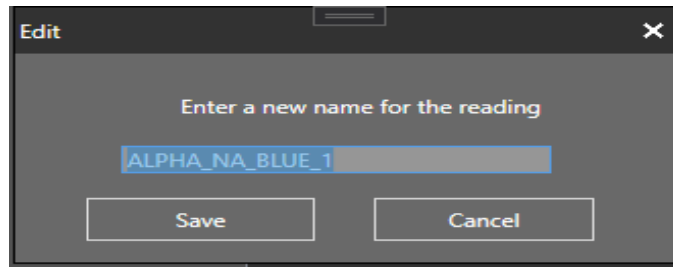 Edit
Enter a new name for the reading
ALPHA_NA_BLUE_1
Save Cancel